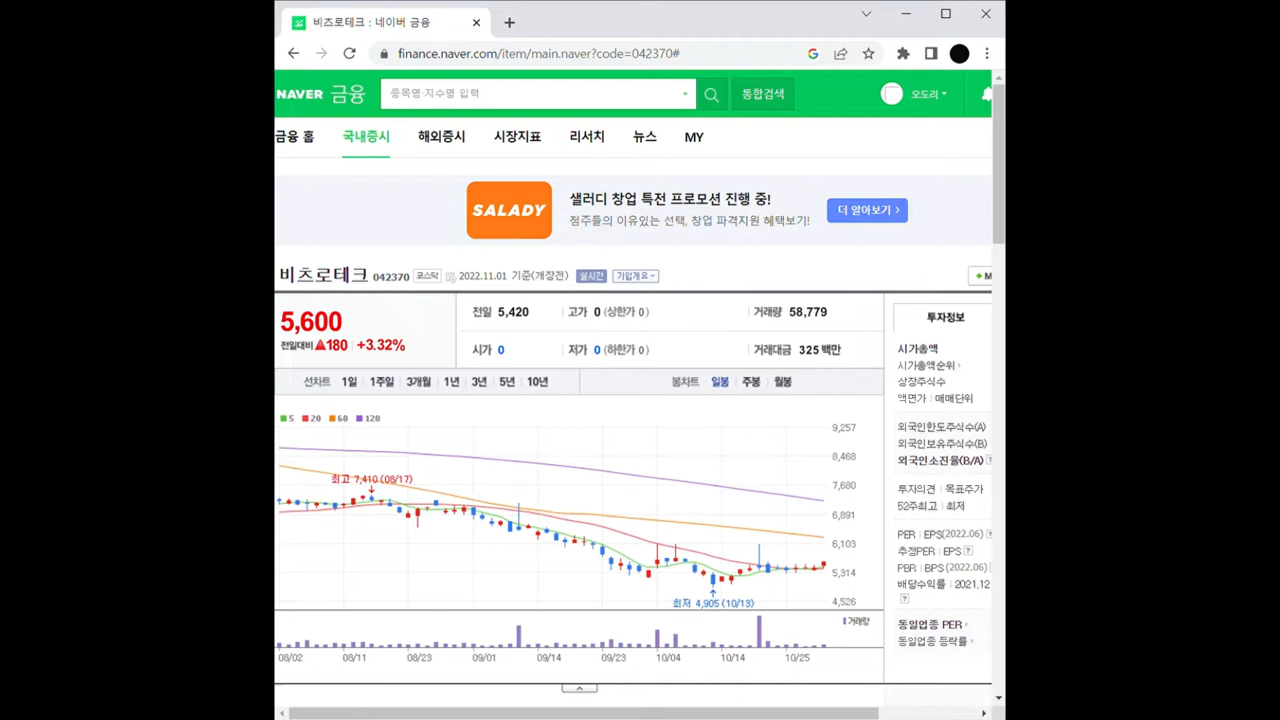 비츠로테크 : 네이버 금융
finance.naver.com/item/main.naver?code=042370#
NAVER 금융
종목명·지수명 입력
통합검색
오도리
금융 홈 국내증시 해외증시 시장지표 리서치 뉴스 MY
SALADY
샐러디 창업 특전 프로모션 진행 중!
점주들의 이유있는 선택, 창업 파격지원 혜택보기!
더 알아보기
비츠로테크 042370 코스닥 2022.11.01 기준(개장전) 실시간 기업개요
+ M
5,600
전일대비 ▲180 +3.32%
전일 5,420 고가 0 (상한가 0) 거래량 58,779
시가 0 저가 0 (하한가 0) 거래대금 325 백만
선차트 1일 1주일 3개월 1년 3년 5년 10년 봉차트 일봉 주봉 월봉
5 20 60 120
9,257
8,468
7,680
6,891
6,103
5,314
4,526
최고 7,410 (08/17)
최저 4,905 (10/13)
거래량
08/02 08/11 08/23 09/01 09/14 09/23 10/04 10/14 10/25
투자정보
시가총액
시가총액순위
상장주식수
액면가 | 매매단위
외국인한도주식수(A)
외국인보유주식수(B)
외국인소진율(B/A) ?
투자의견 | 목표주가
52주최고 | 최저
PER | EPS(2022.06) ?
추정PER | EPS ?
PBR | BPS (2022.06)
배당수익률 | 2021.12
?
동일업종 PER
동일업종 등락률